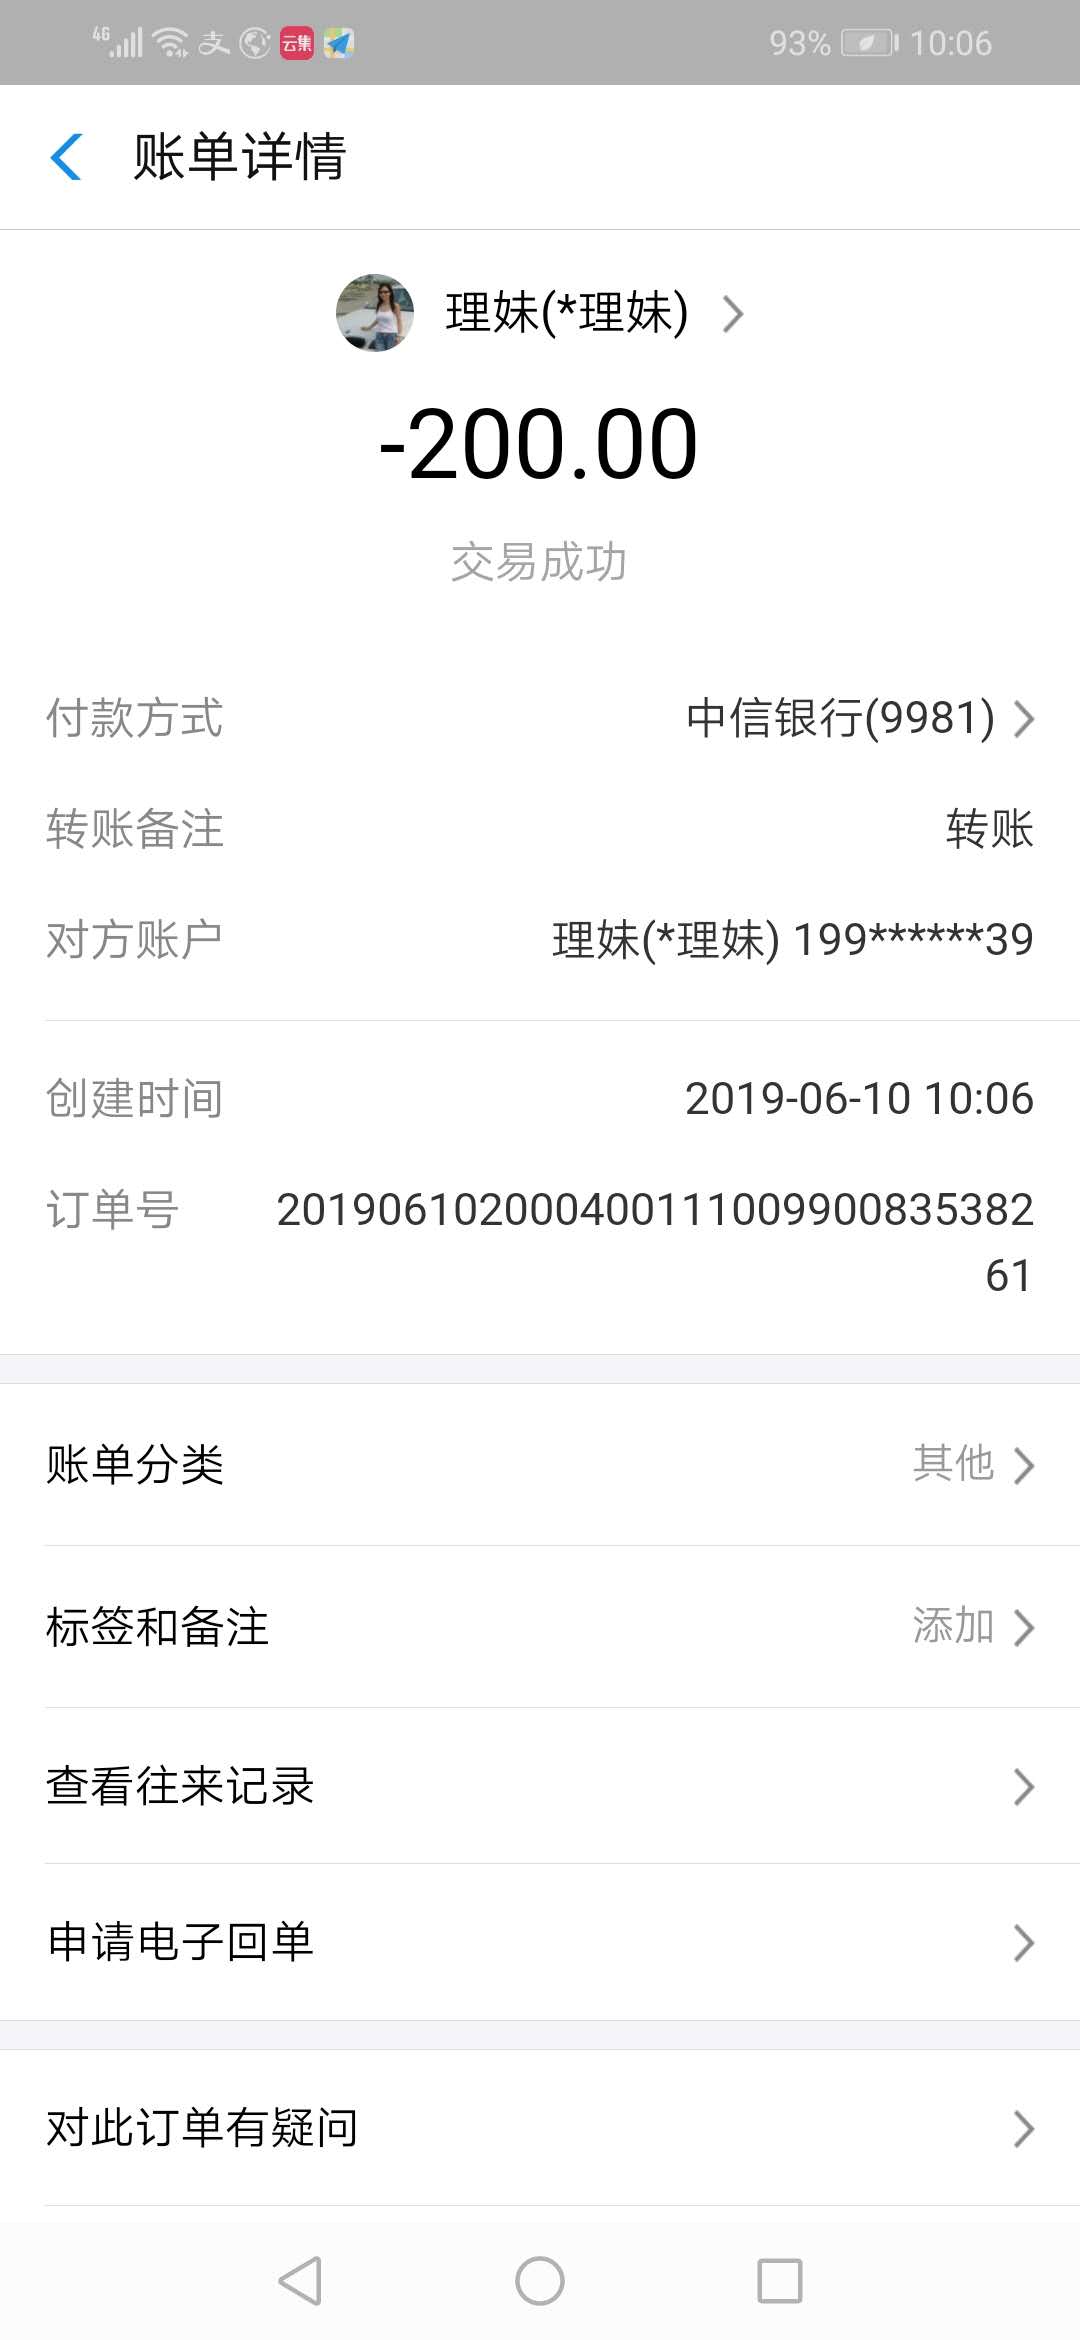 4G 支 云集 93% 10:06
账单详情
理妹(*理妹)
-200.00
交易成功
付款方式 中信银行(9981)
转账备注 转账
对方账户 理妹(*理妹) 199******39
创建时间 2019-06-10 10:06
订单号 201906102000400111009900835382
61
账单分类 其他
标签和备注 添加
查看往来记录
申请电子回单
对此订单有疑问